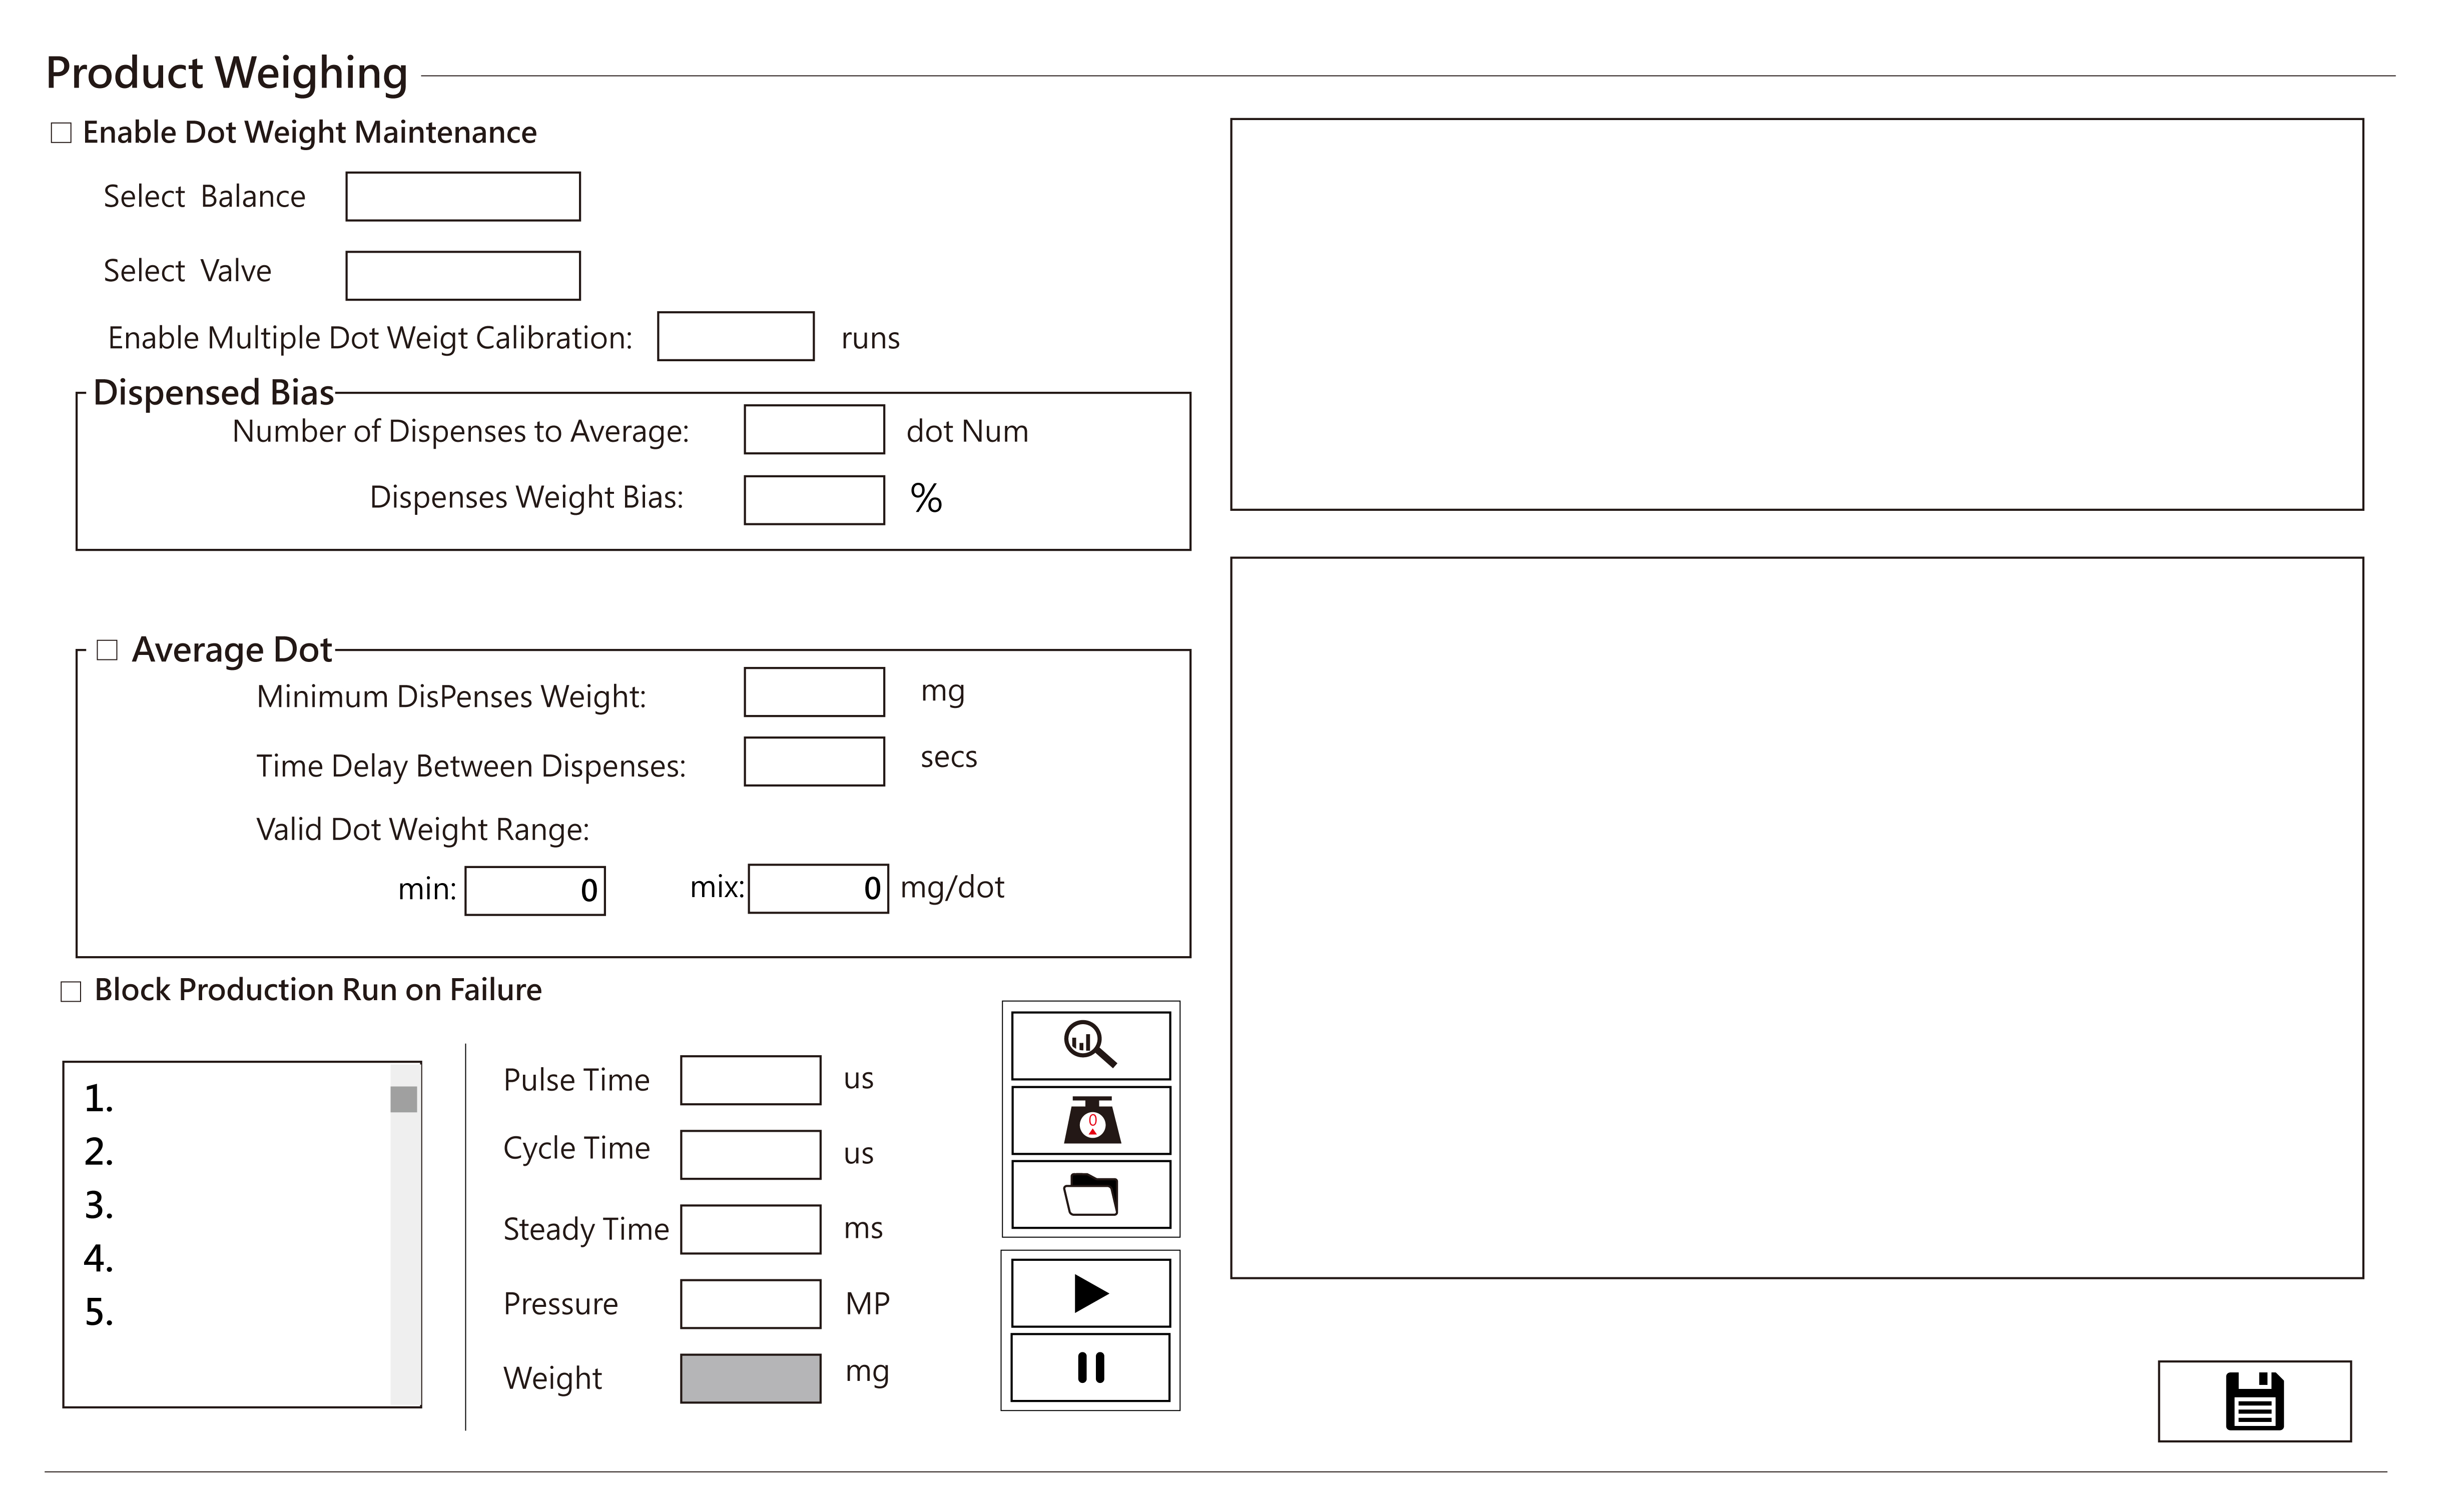 Product Weighing
Enable Dot Weight Maintenance
Select Balance
Select Valve
Enable Multiple Dot Weigt Calibration: runs
Dispensed Bias
Number of Dispenses to Average: dot Num
Dispenses Weight Bias: %
Average Dot
Minimum DisPenses Weight: mg
Time Delay Between Dispenses: secs
Valid Dot Weight Range:
min: 0 mix: 0 mg/dot
Block Production Run on Failure
1.
2.
3.
4.
5.
Pulse Time us
Cycle Time us
Steady Time ms
Pressure MP
Weight mg
0